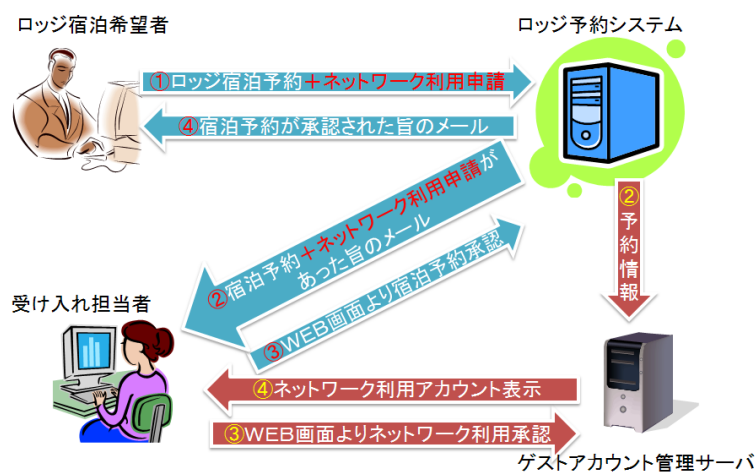 ロッジ宿泊希望者
ロッジ予約システム
①ロッジ宿泊予約＋ネットワーク利用申請
④宿泊予約が承認された旨のメール
②宿泊予約＋ネットワーク利用申請が
あった旨のメール
③ＷＥＢ画面より宿泊予約承認
②予約情報
受け入れ担当者
④ネットワーク利用アカウント表示
③ＷＥＢ画面よりネットワーク利用承認
ゲストアカウント管理サーバ